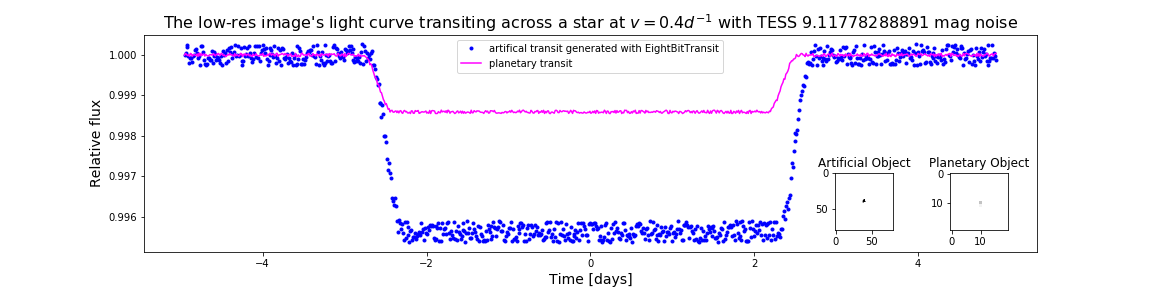 The low-res image's light curve transiting across a star at v = 0.4d⁻¹ with TESS 9.11778288891 mag noise
artifical transit generated with EightBitTransit
planetary transit
1.000
0.999
0.998
0.997
0.996
Relative flux
Artificial Object
Planetary Object
0
50
0
50
0
10
0
10
−4
−2
0
2
4
Time [days]